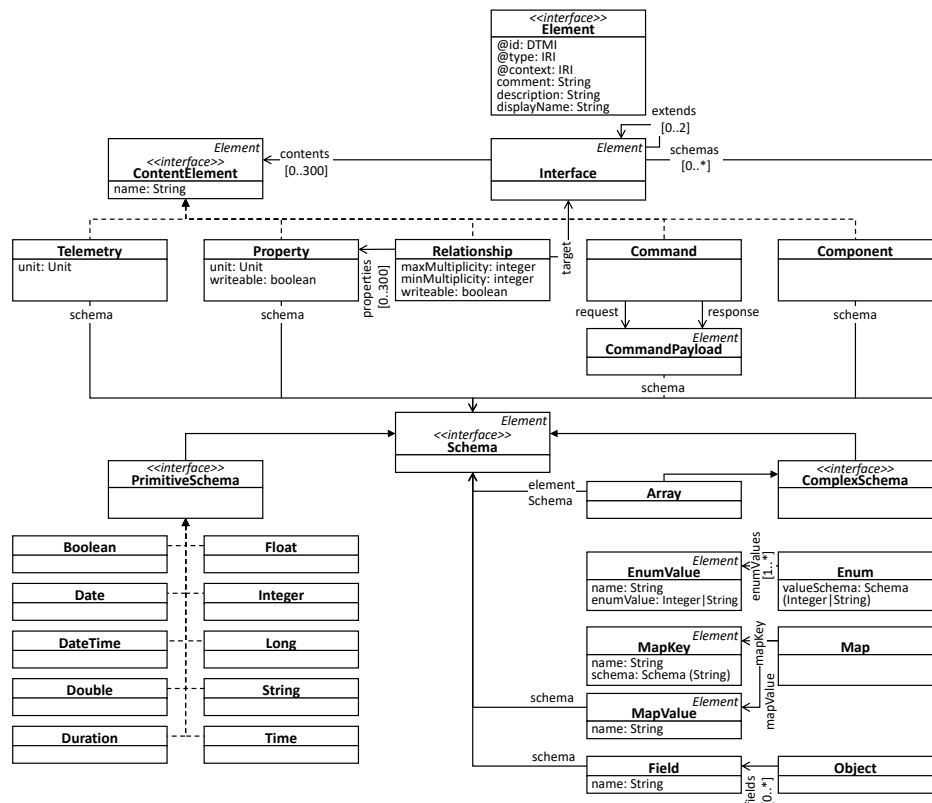 <<interface>>
Element
@id: DTMI
@type: IRI
@context: IRI
comment: String
description: String
displayName: String
extends
[0..2]
Element
<<interface>>
ContentElement
name: String
contents
[0..300]
Element
Interface
schemas
[0..*]
Telemetry
unit: Unit
Property
unit: Unit
writeable: boolean
properties
[0..300]
Relationship
maxMultiplicity: integer
minMultiplicity: integer
writeable: boolean
target
Command
Component
schema
schema
request
response
schema
Element
CommandPayload
schema
Element
<<interface>>
Schema
<<interface>>
PrimitiveSchema
element
Schema
Array
<<interface>>
ComplexSchema
Boolean
Float
Date
Integer
DateTime
Long
Double
String
Duration
Time
Element
EnumValue
name: String
enumValue: Integer|String
enumValues
[1..*]
Enum
valueSchema: Schema
(Integer|String)
Element
MapKey
name: String
schema: Schema (String)
mapKey
mapValue
Map
schema
Element
MapValue
name: String
schema
Field
name: String
fields
[0..*]
Object